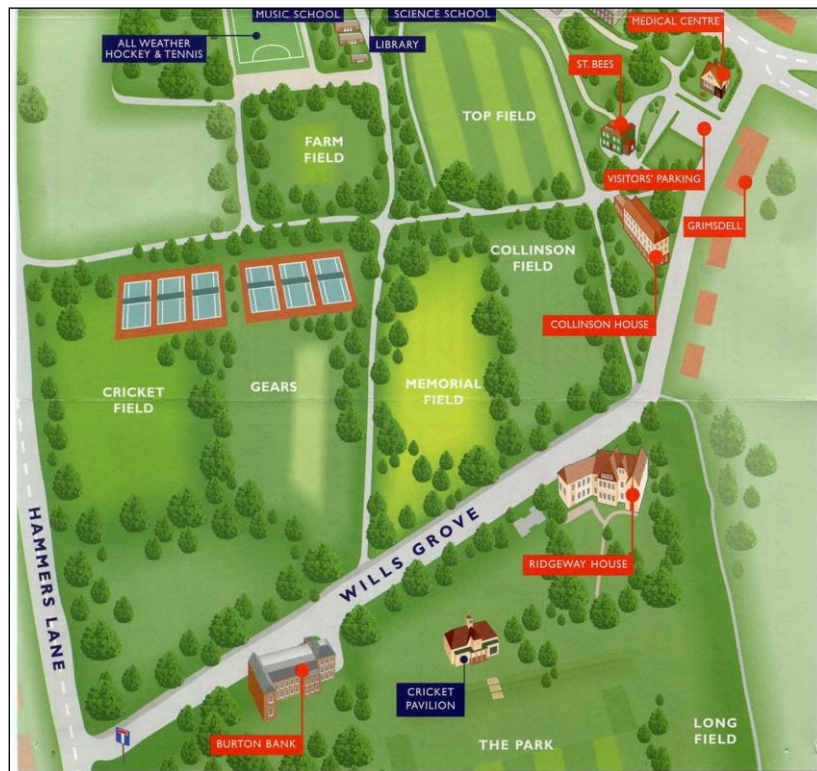 MUSIC SCHOOL
SCIENCE SCHOOL
MEDICAL CENTRE
ALL WEATHER
HOCKEY & TENNIS
LIBRARY
ST. BEES
TOP FIELD
FARM
FIELD
VISITORS' PARKING
GRIMSDELL
COLLINSON
FIELD
COLLINSON HOUSE
CRICKET
FIELD
GEARS
MEMORIAL
FIELD
HAMMERS LANE
WILLS GROVE
RIDGEWAY HOUSE
CRICKET
PAVILION
BURTON BANK
THE PARK
LONG
FIELD